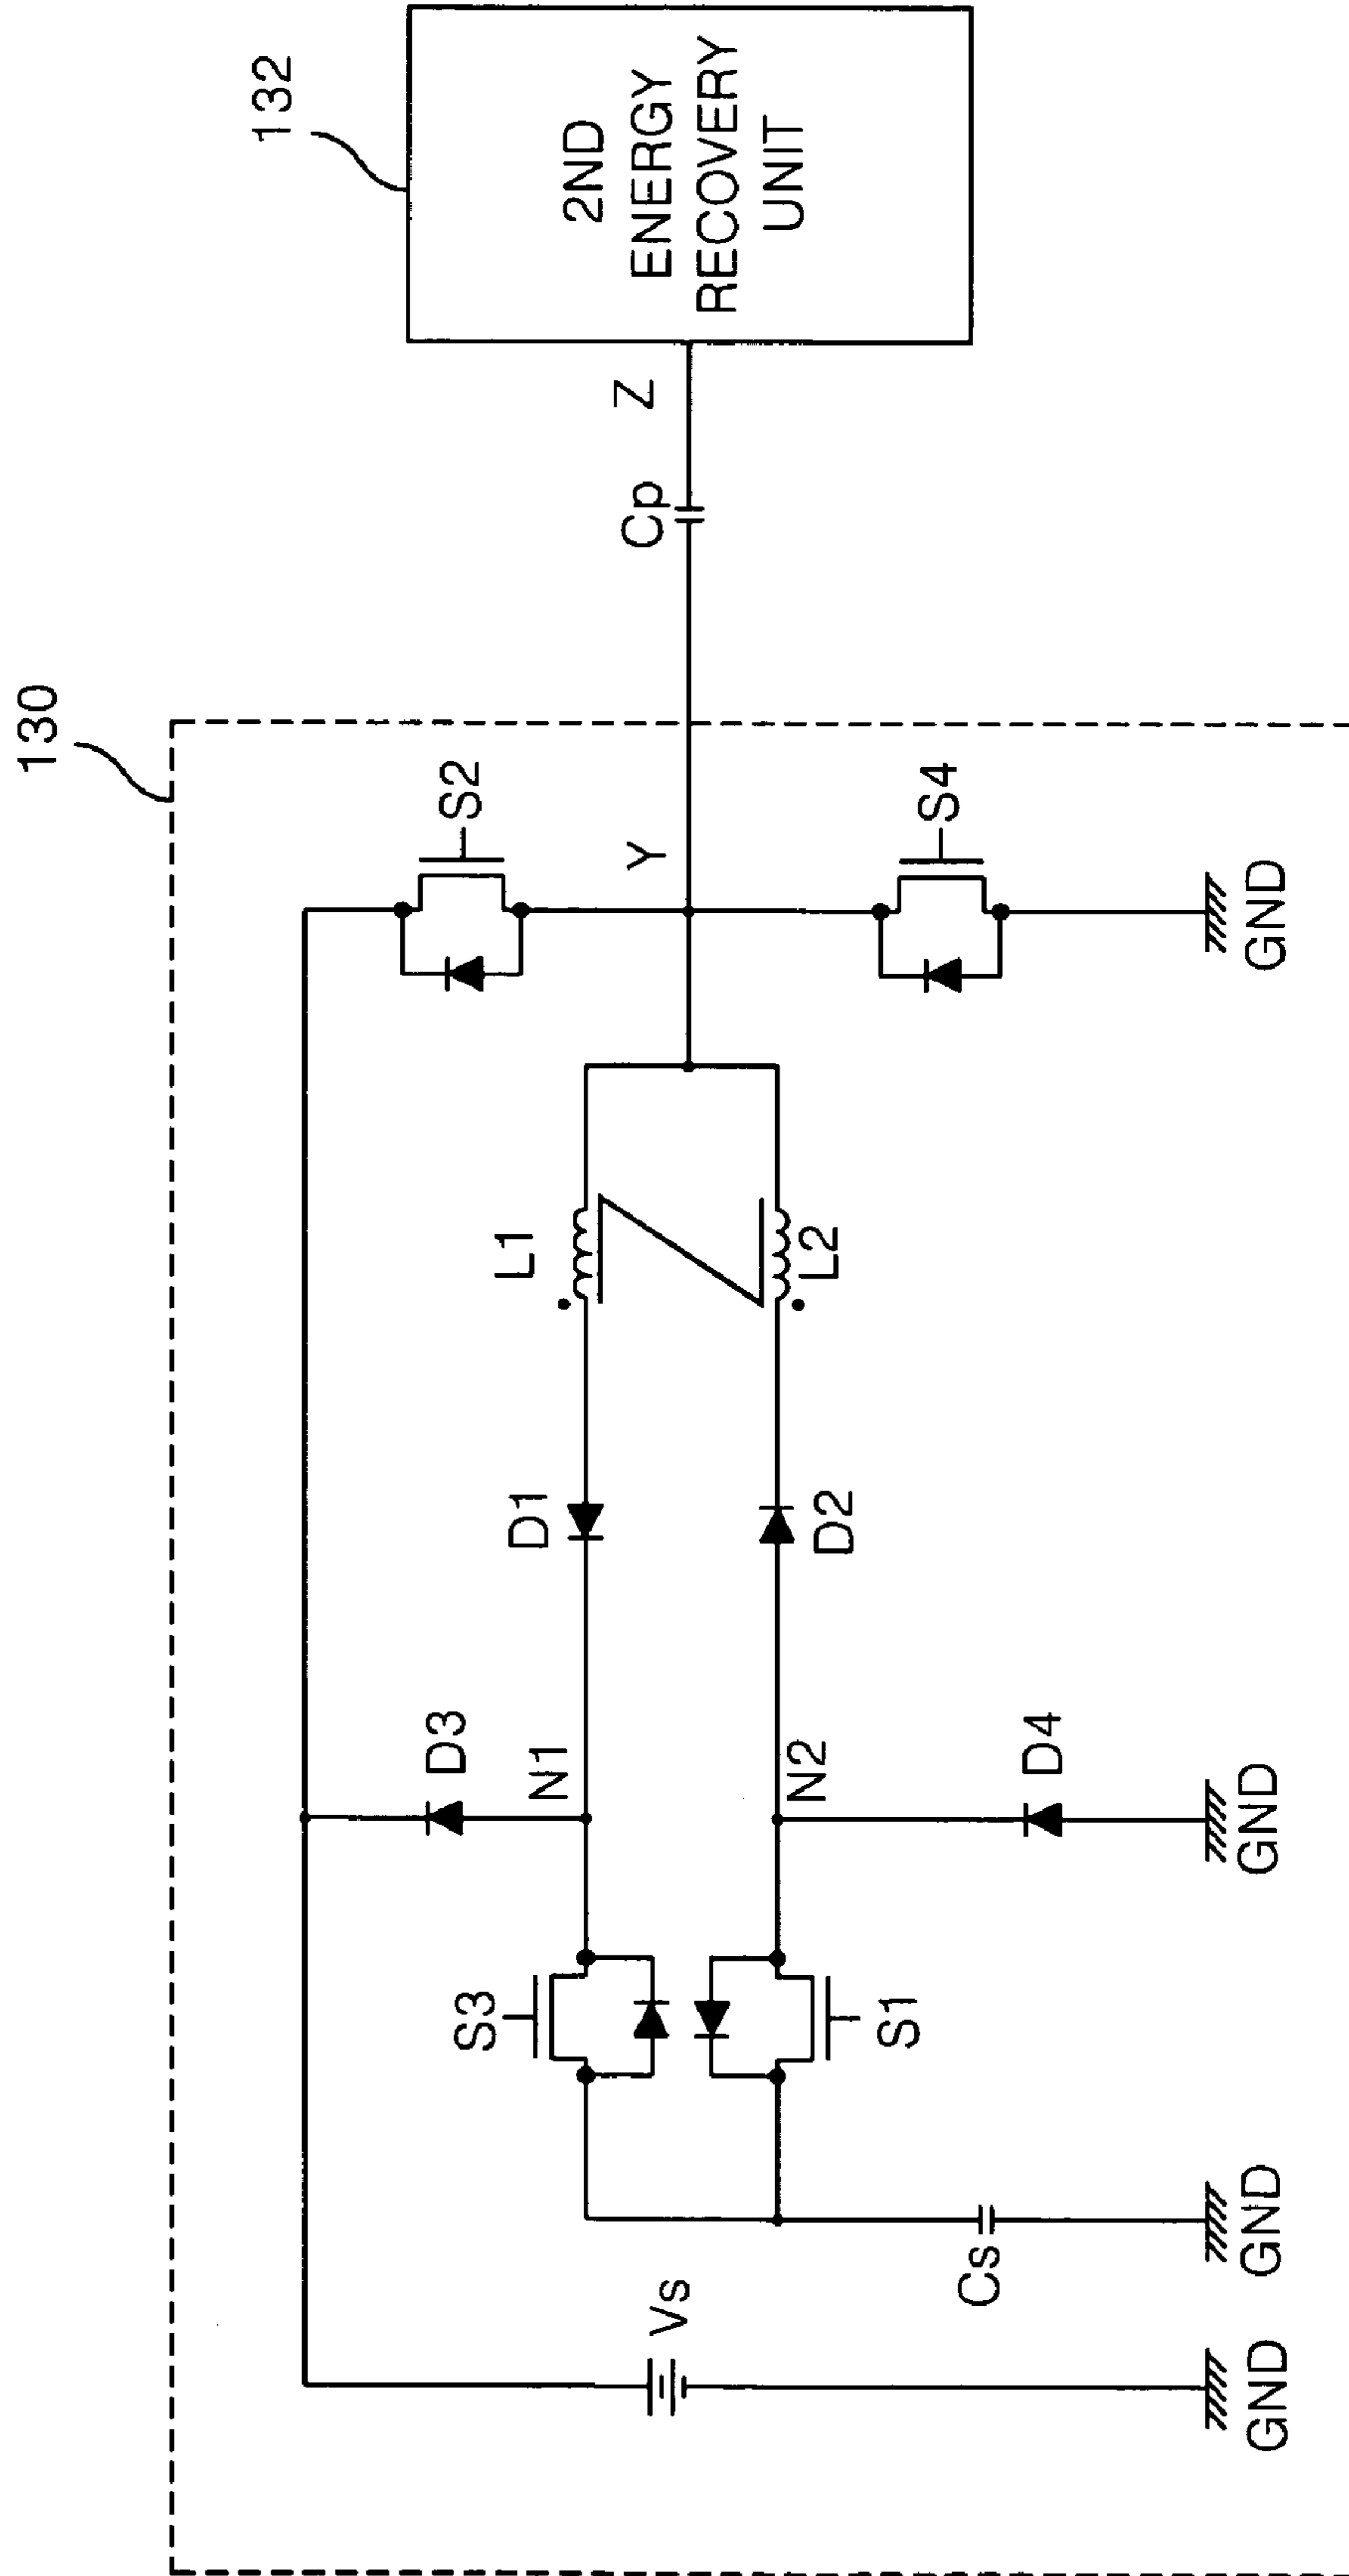 130
132
2ND
ENERGY
RECOVERY
UNIT
Z
Cp
S2
Y
S4
GND
L1
L2
D1
D2
D3
N1
N2
D4
GND
S3
S1
Vs
Cs
GND
GND